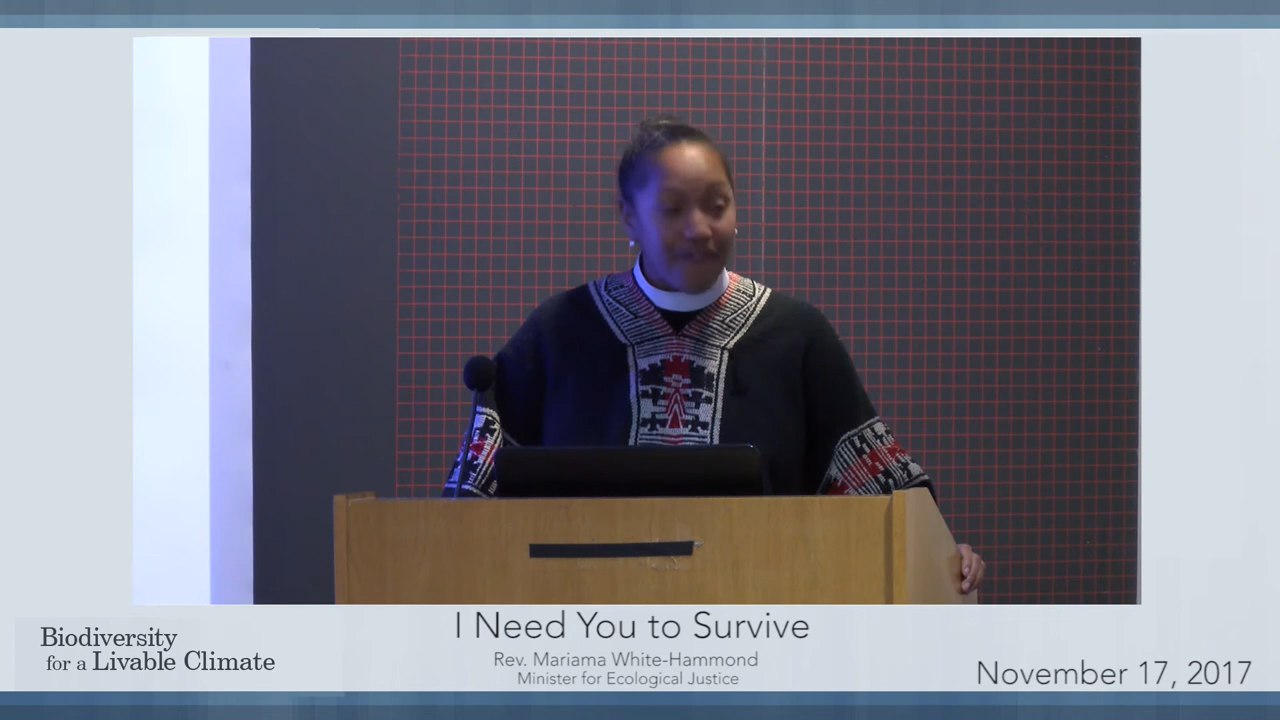 I Need You to Survive
Rev. Mariama White-Hammond
Minister for Ecological Justice
Biodiversity
for a Livable Climate
November 17, 2017